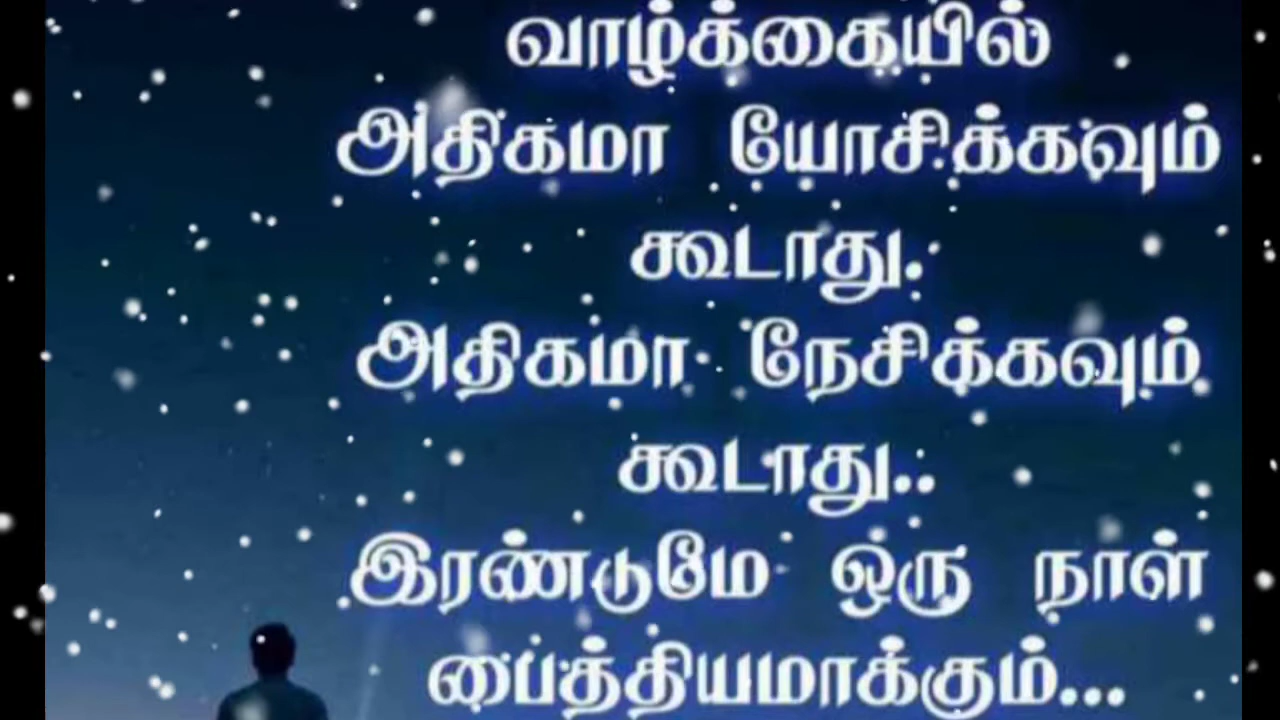 வாழ்க்கையில்
அதிகமா யோசிக்கவும்
கூடாது.
அதிகமா நேசிக்கவும்
கூடாது..
இரண்டுமே ஒரு நாள்
பைத்தியமாக்கும்...